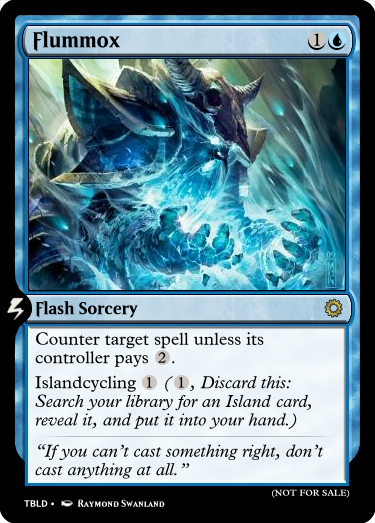 Flummox 1
Flash Sorcery
Counter target spell unless its
controller pays 2.
Islandcycling 1 (1, Discard this:
Search your library for an Island card,
reveal it, and put it into your hand.)
“If you can't cast something right, don't
cast anything at all.”
TBLD • RAYMOND SWANLAND
(NOT FOR SALE)